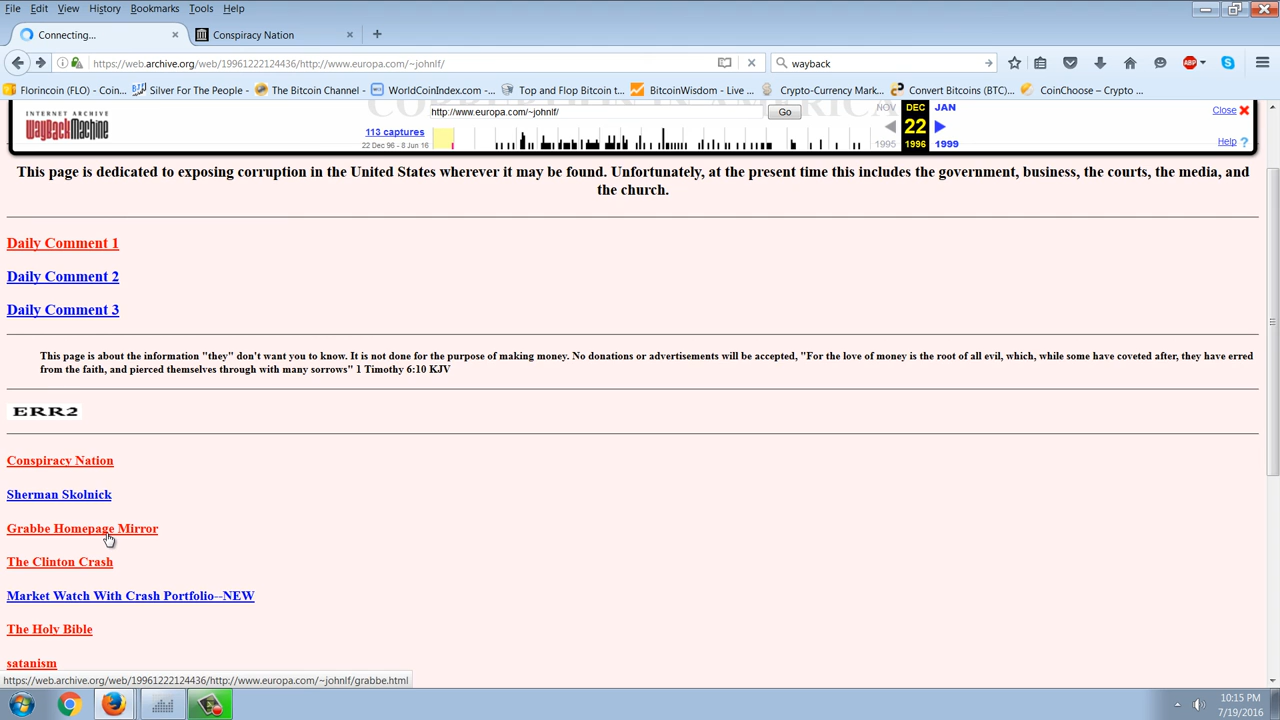 File Edit View History Bookmarks Tools Help
Connecting... × Conspiracy Nation × +
https://web.archive.org/web/19961222124436/http://www.europa.com/~johnlf/ wayback
Florincoin (FLO) - Coin... Silver For The People - The Bitcoin Channel - WorldCoinIndex.com -... Top and Flop Bitcoin t... BitcoinWisdom - Live ... Crypto-Currency Mark... Convert Bitcoins (BTC)... CoinChoose – Crypto ...
INTERNET ARCHIVE
WayBackMachine
http://www.europa.com/~johnlf/ Go
113 captures
22 Dec 96 - 8 Jun 16
NOV DEC JAN
22
1995 1996 1999
Close
Help ?
This page is dedicated to exposing corruption in the United States wherever it may be found. Unfortunately, at the present time this includes the government, business, the courts, the media, and
the church.
Daily Comment 1
Daily Comment 2
Daily Comment 3
This page is about the information "they" don't want you to know. It is not done for the purpose of making money. No donations or advertisements will be accepted, "For the love of money is the root of all evil, which, while some have coveted after, they have erred
from the faith, and pierced themselves through with many sorrows" 1 Timothy 6:10 KJV
ERR2
Conspiracy Nation
Sherman Skolnick
Grabbe Homepage Mirror
The Clinton Crash
Market Watch With Crash Portfolio--NEW
The Holy Bible
satanism
https://web.archive.org/web/19961222124436/http://www.europa.com/~johnlf/grabbe.html
10:15 PM
7/19/2016